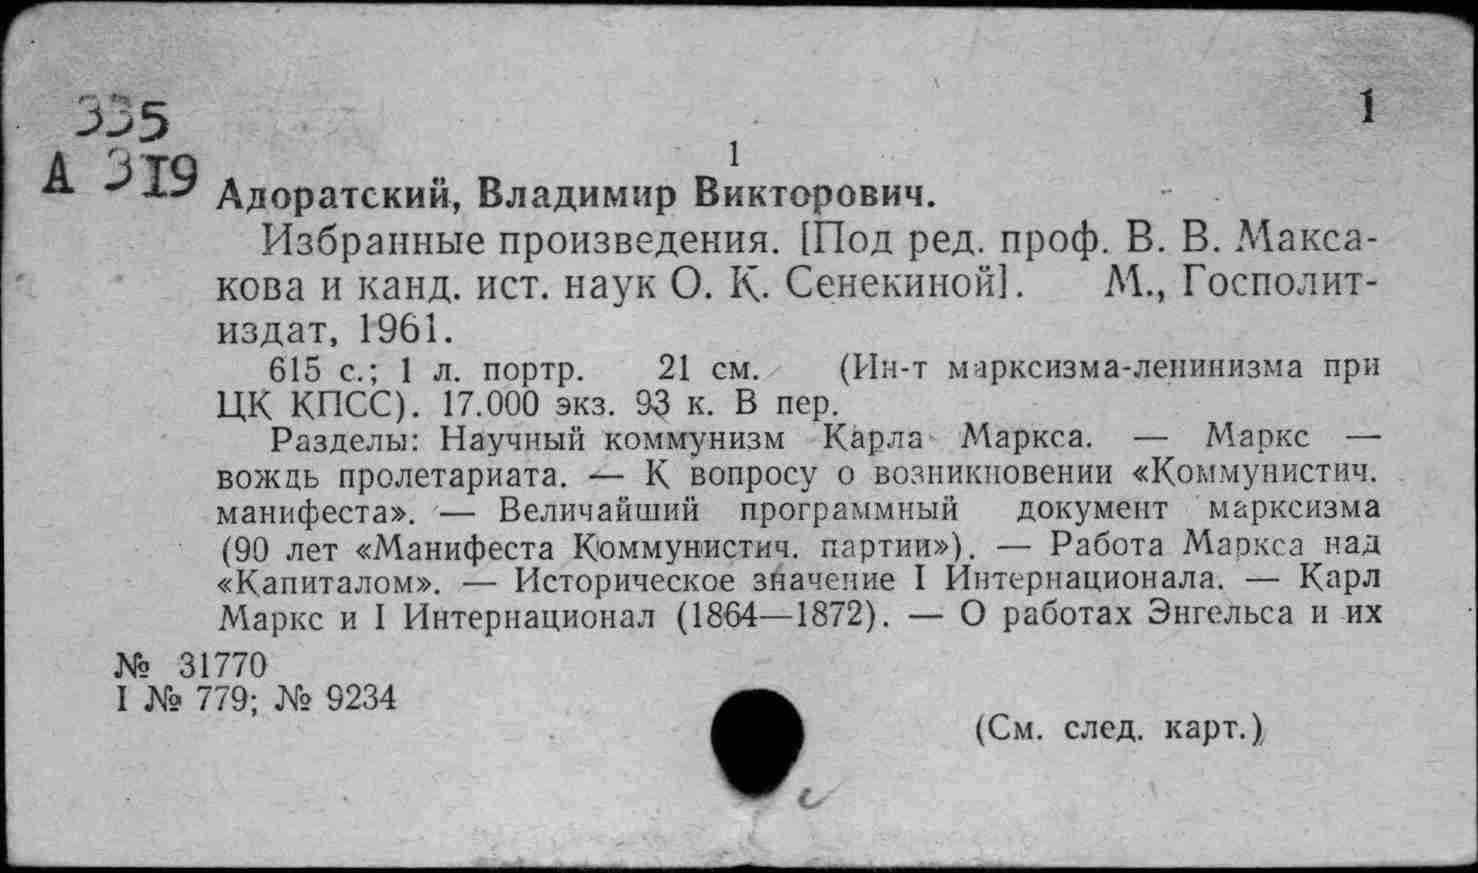 335
1
А 319
1
Адоратский, Владимир Викторович.
Избранные произведения. [Под ред. проф. В. В. Макса-
кова и канд. ист. наук О. К. Сенекиной]. М., Господит-
издат, 1961.
615 с.; 1 л. портр. 21 см. (Ин-т марксизма-ленинизма при
ЦК КПСС). 17.000 экз. 93 к. В пер.
Разделы: Научный коммунизм Карла Маркса. — Маркс —
вождь пролетариата. — К вопросу о возникновении «Коммунистич.
манифеста». — Величайший программный документ марксизма
(90 лет «Манифеста Коммунистич. партии»). — Работа Маркса над
«Капиталом». — Историческое значение I Интернационала. — Карл
Маркс и I Интернационал (1864—1872). — О работах Энгельса и их
№ 31770
I № 779; № 9234
(См. след. карт.)